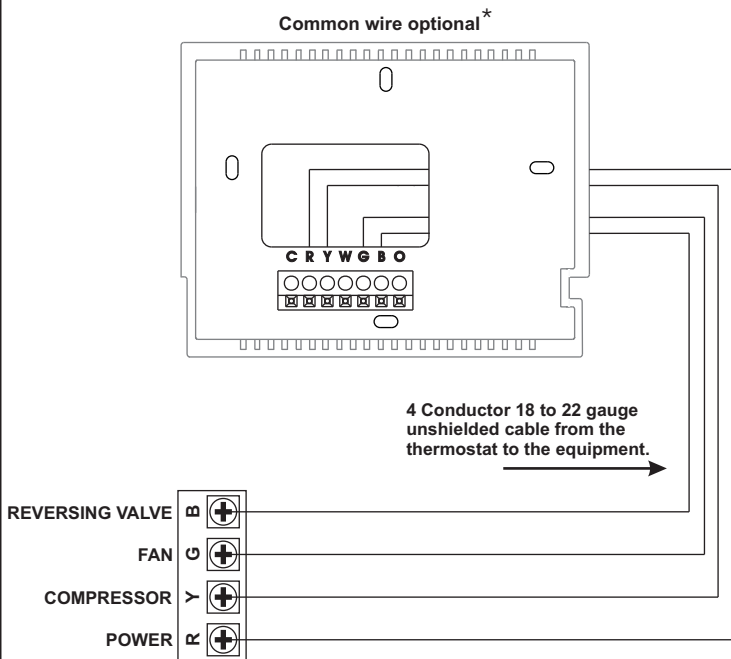 Common wire optional*
C R Y W G B O
4 Conductor 18 to 22 gauge
unshielded cable from the
thermostat to the equipment.
REVERSING VALVE B
FAN G
COMPRESSOR Y
POWER R